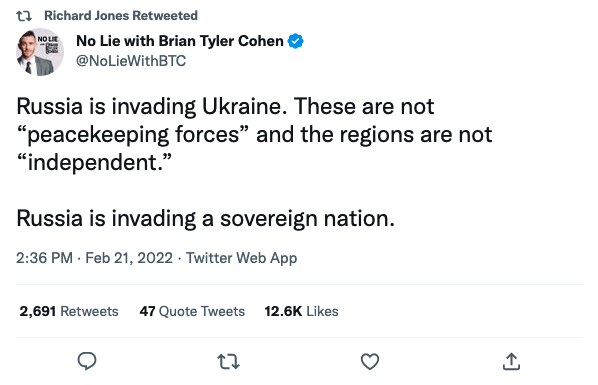 Richard Jones Retweeted
NO LIE
No Lie with Brian Tyler Cohen
@NoLieWithBTC
Russia is invading Ukraine. These are not
“peacekeeping forces” and the regions are not
“independent.”
Russia is invading a sovereign nation.
2:36 PM · Feb 21, 2022 · Twitter Web App
2,691 Retweets 47 Quote Tweets 12.6K Likes